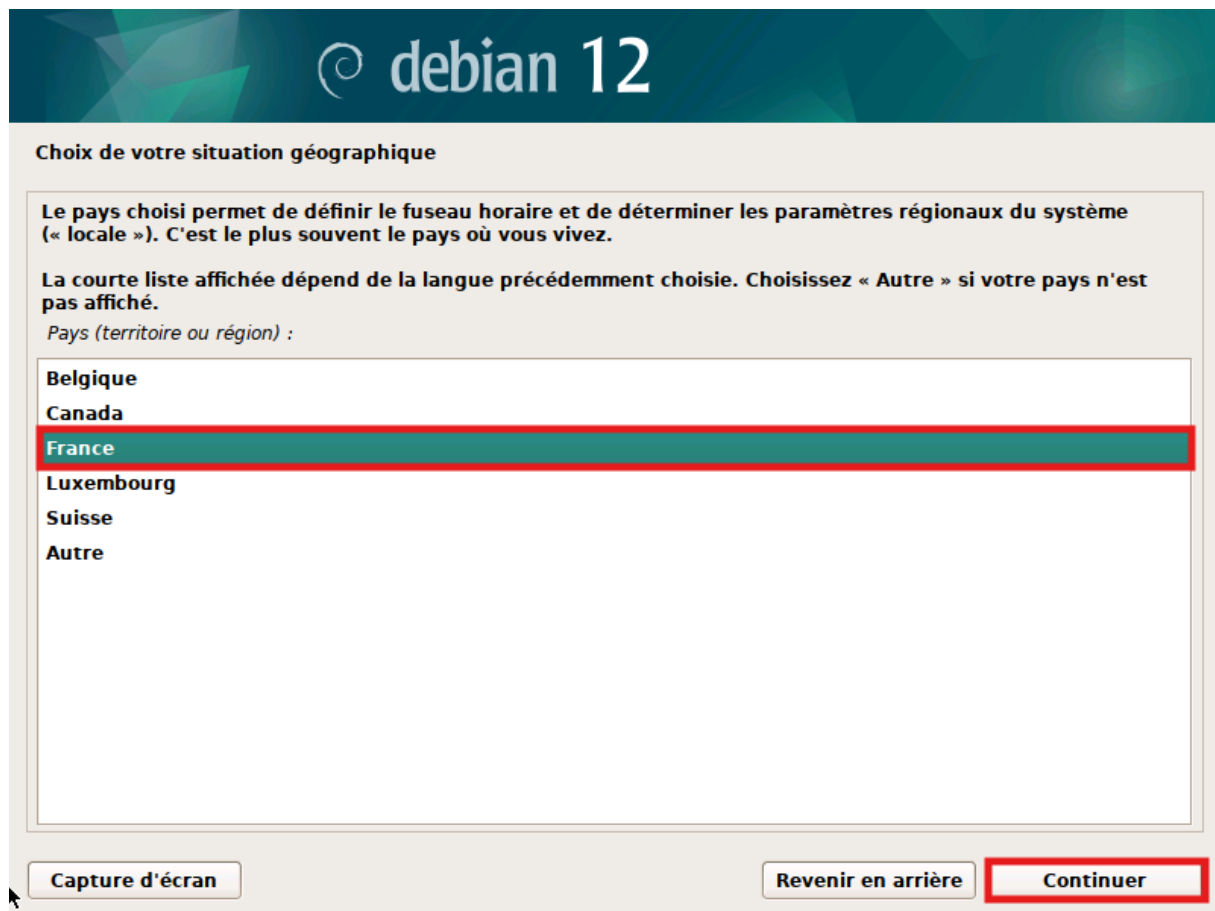 debian 12
Choix de votre situation géographique
Le pays choisi permet de définir le fuseau horaire et de déterminer les paramètres régionaux du système
(« locale »). C'est le plus souvent le pays où vous vivez.
La courte liste affichée dépend de la langue précédemment choisie. Choisissez « Autre » si votre pays n'est
pas affiché.
Pays (territoire ou région) :
Belgique
Canada
France
Luxembourg
Suisse
Autre
Capture d'écran
Revenir en arrière
Continuer